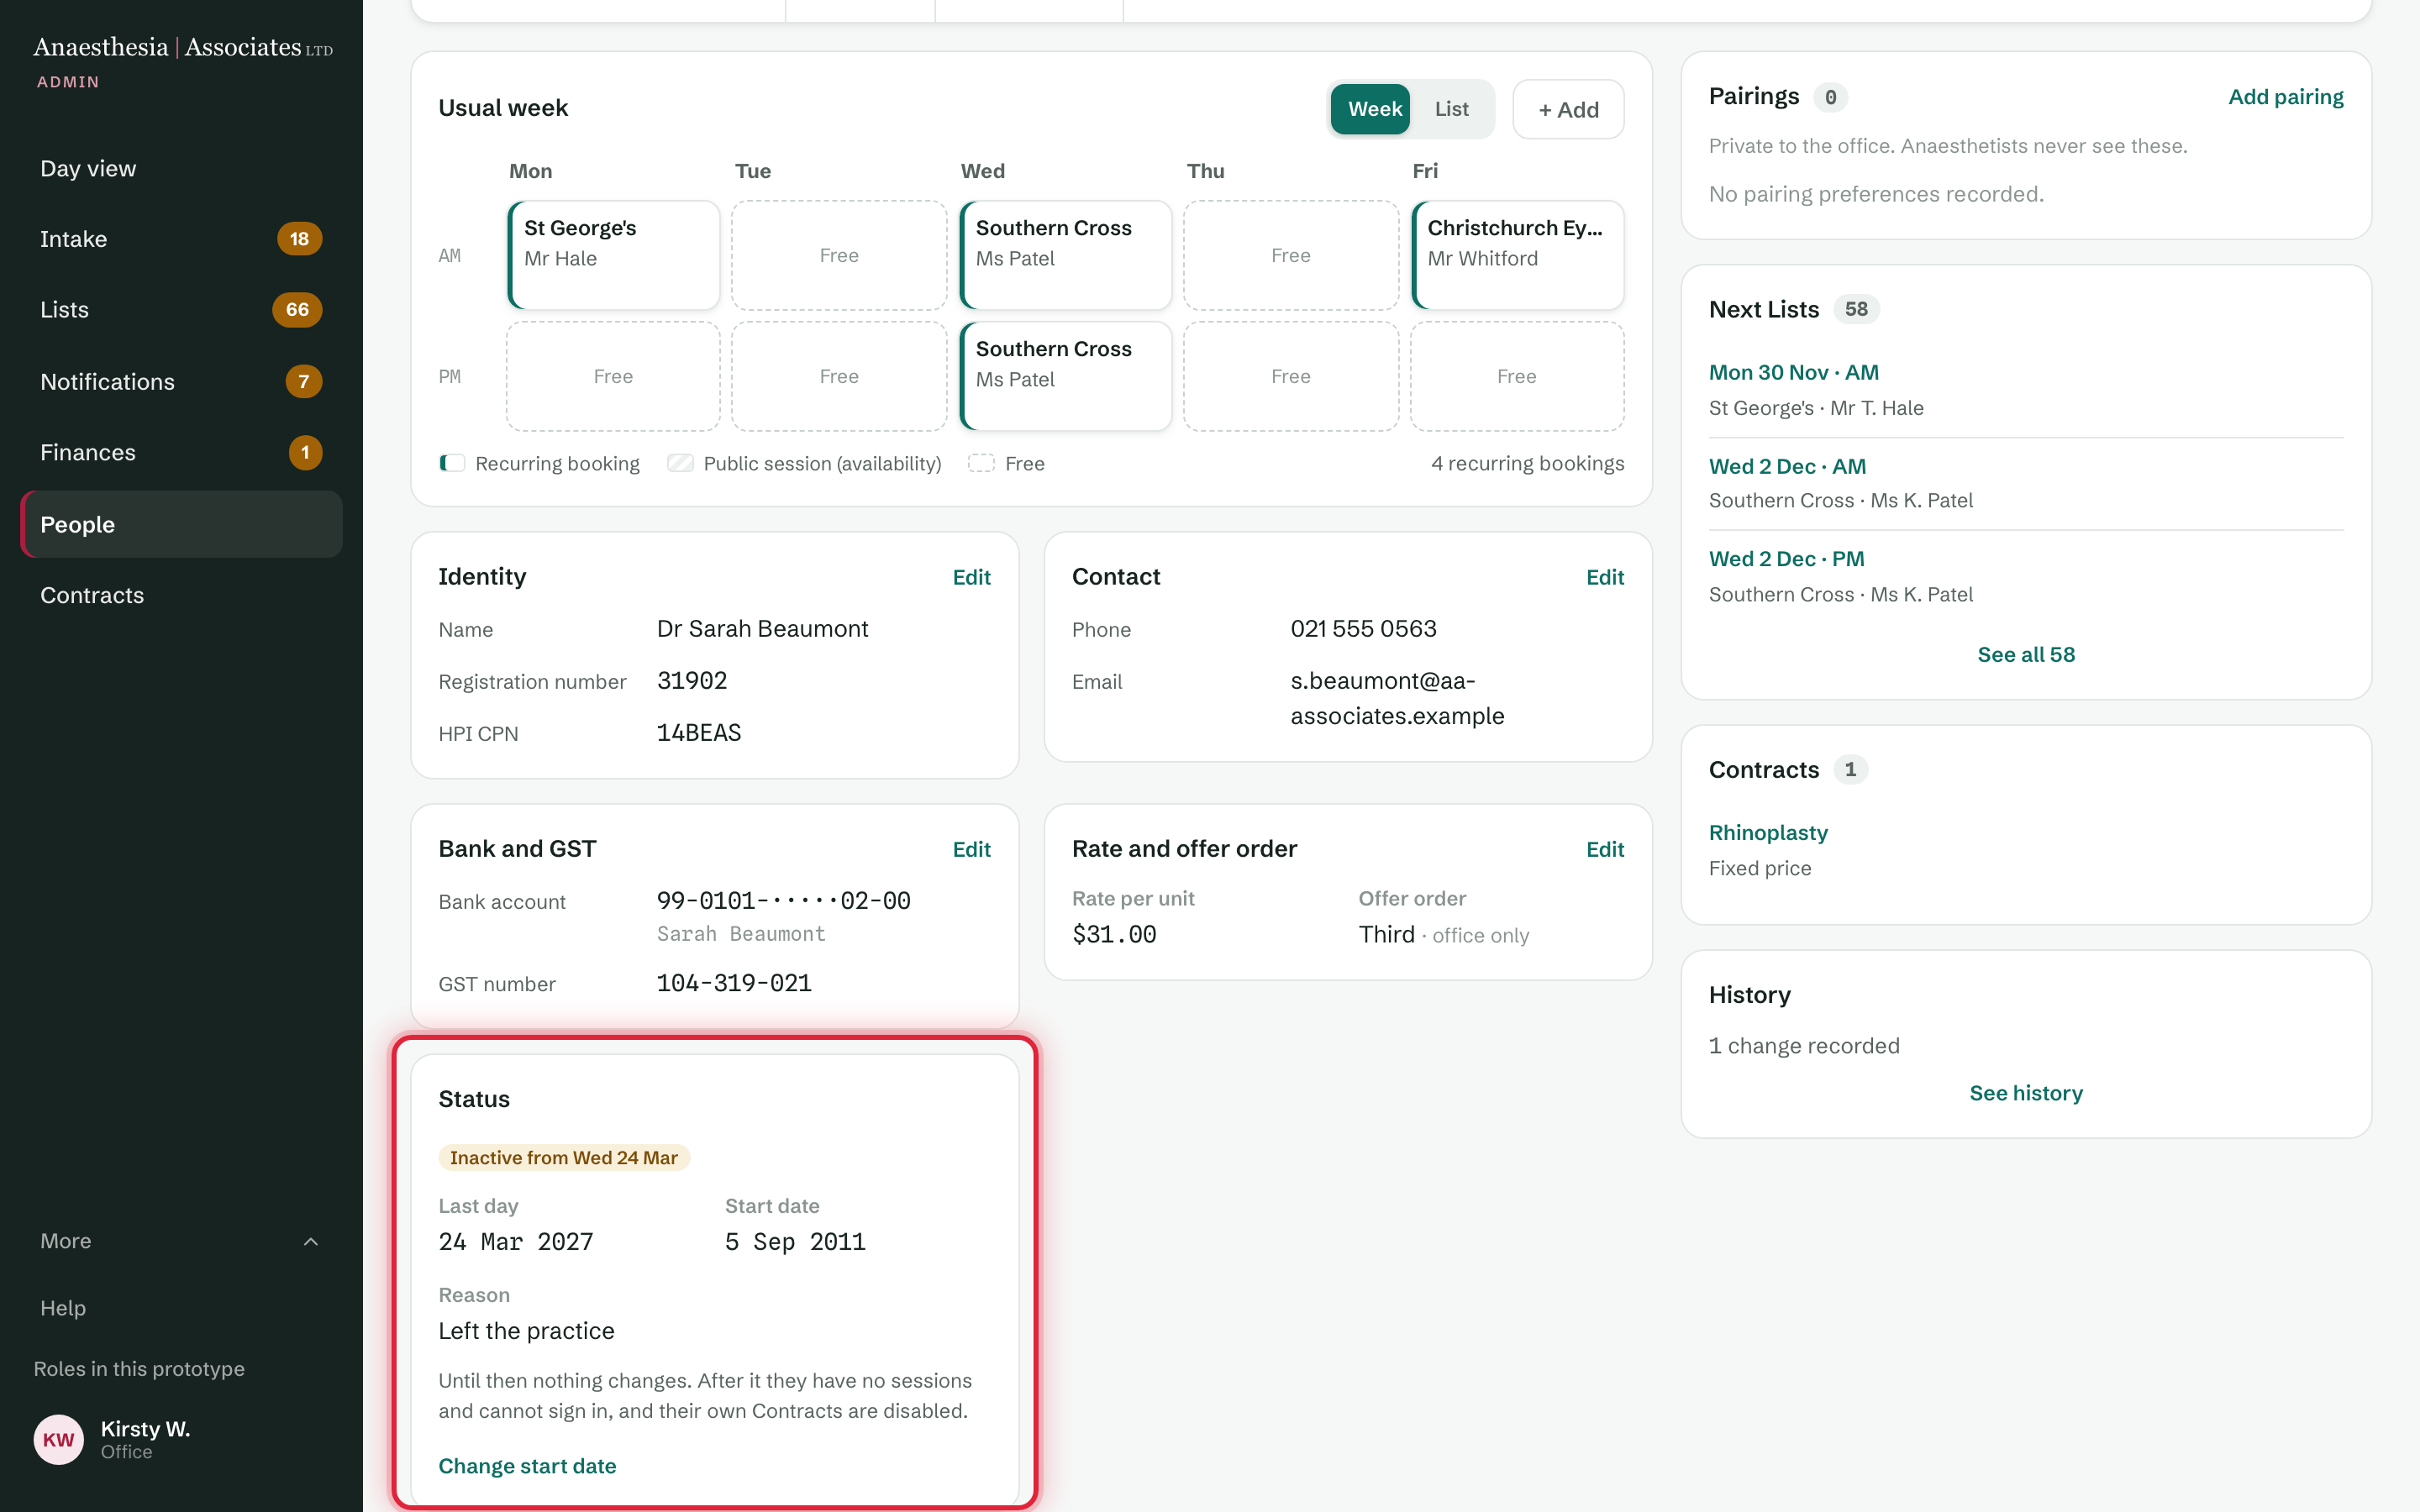 Anaesthesia | Associates LTD
ADMIN
Day view
Intake 18
Lists 66
Notifications 7
Finances 1
People
Contracts
More
Help
Roles in this prototype
KW
Kirsty W.
Office
Usual week
Week List
+ Add
Mon Tue Wed Thu Fri
AM
St George's
Mr Hale
Free
Southern Cross
Ms Patel
Free
Christchurch Ey...
Mr Whitford
PM
Free
Free
Southern Cross
Ms Patel
Free
Free
Recurring booking Public session (availability) Free
4 recurring bookings
Identity Edit
Name Dr Sarah Beaumont
Registration number 31902
HPI CPN 14BEAS
Contact Edit
Phone 021 555 0563
Email s.beaumont@aa-
associates.example
Bank and GST Edit
Bank account 99-0101-·····02-00
Sarah Beaumont
GST number 104-319-021
Rate and offer order Edit
Rate per unit Offer order
$31.00 Third · office only
Status
Inactive from Wed 24 Mar
Last day Start date
24 Mar 2027 5 Sep 2011
Reason
Left the practice
Until then nothing changes. After it they have no sessions
and cannot sign in, and their own Contracts are disabled.
Change start date
Pairings 0 Add pairing
Private to the office. Anaesthetists never see these.
No pairing preferences recorded.
Next Lists 58
Mon 30 Nov · AM
St George's · Mr T. Hale
Wed 2 Dec · AM
Southern Cross · Ms K. Patel
Wed 2 Dec · PM
Southern Cross · Ms K. Patel
See all 58
Contracts 1
Rhinoplasty
Fixed price
History
1 change recorded
See history